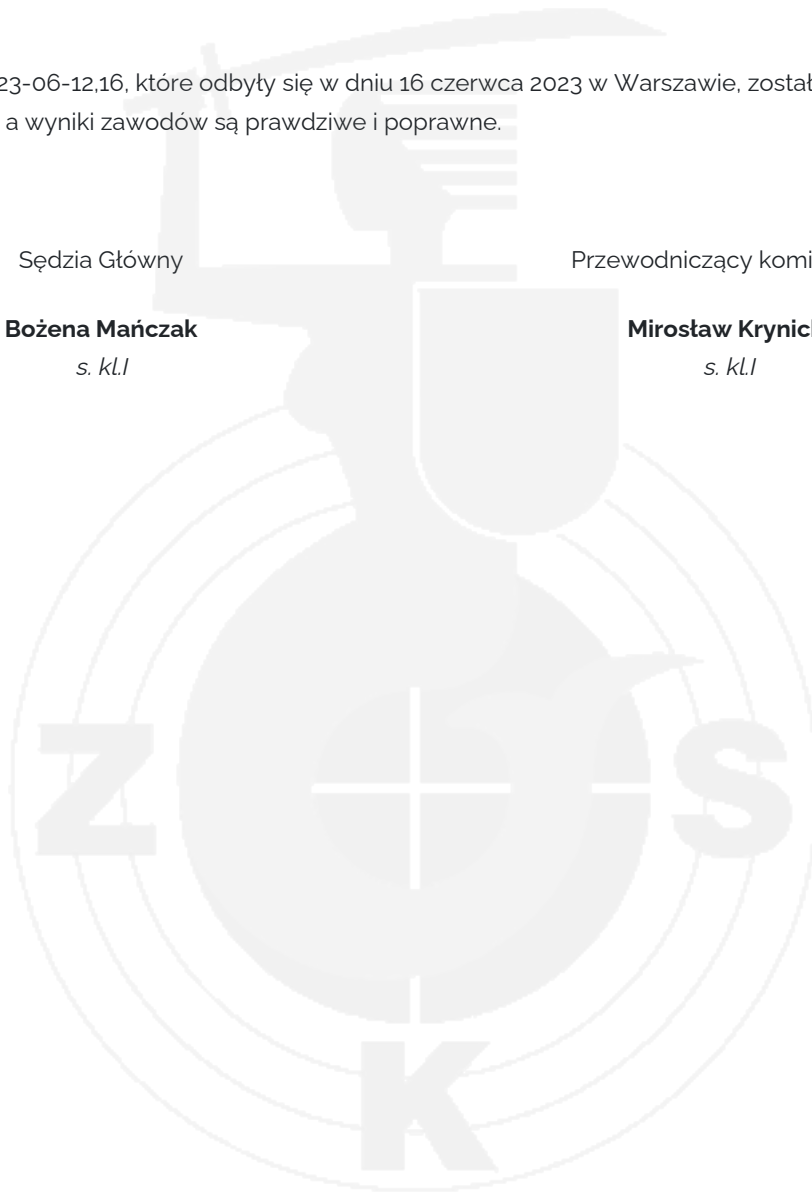 23-06-12,16, które odbyły się w dniu 16 czerwca 2023 w Warszawie, został
a wyniki zawodów są prawdziwe i poprawne.
Sędzia Główny
Przewodniczący komi
Bożena Mańczak
Mirosław Krynic
s. kl.I
s. kl.I
Z S
K